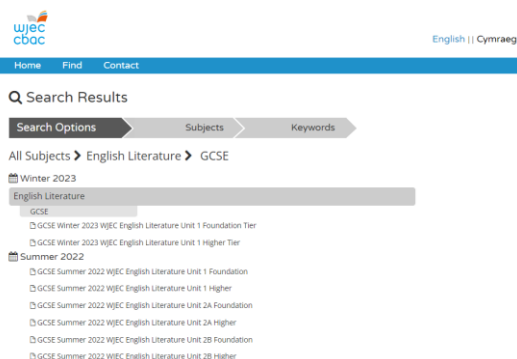 wjec
cbac
English || Cymraeg
Home Find Contact
Search Results
Search Options Subjects Keywords
All Subjects > English Literature > GCSE
Winter 2023
English Literature
GCSE
GCSE Winter 2023 WJEC English Literature Unit 1 Foundation Tier
GCSE Winter 2023 WJEC English Literature Unit 1 Higher Tier
Summer 2022
GCSE Summer 2022 WJEC English Literature Unit 1 Foundation
GCSE Summer 2022 WJEC English Literature Unit 1 Higher
GCSE Summer 2022 WJEC English Literature Unit 2A Foundation
GCSE Summer 2022 WJEC English Literature Unit 2A Higher
GCSE Summer 2022 WJEC English Literature Unit 2B Foundation
GCSE Summer 2022 WJEC English Literature Unit 2B Higher